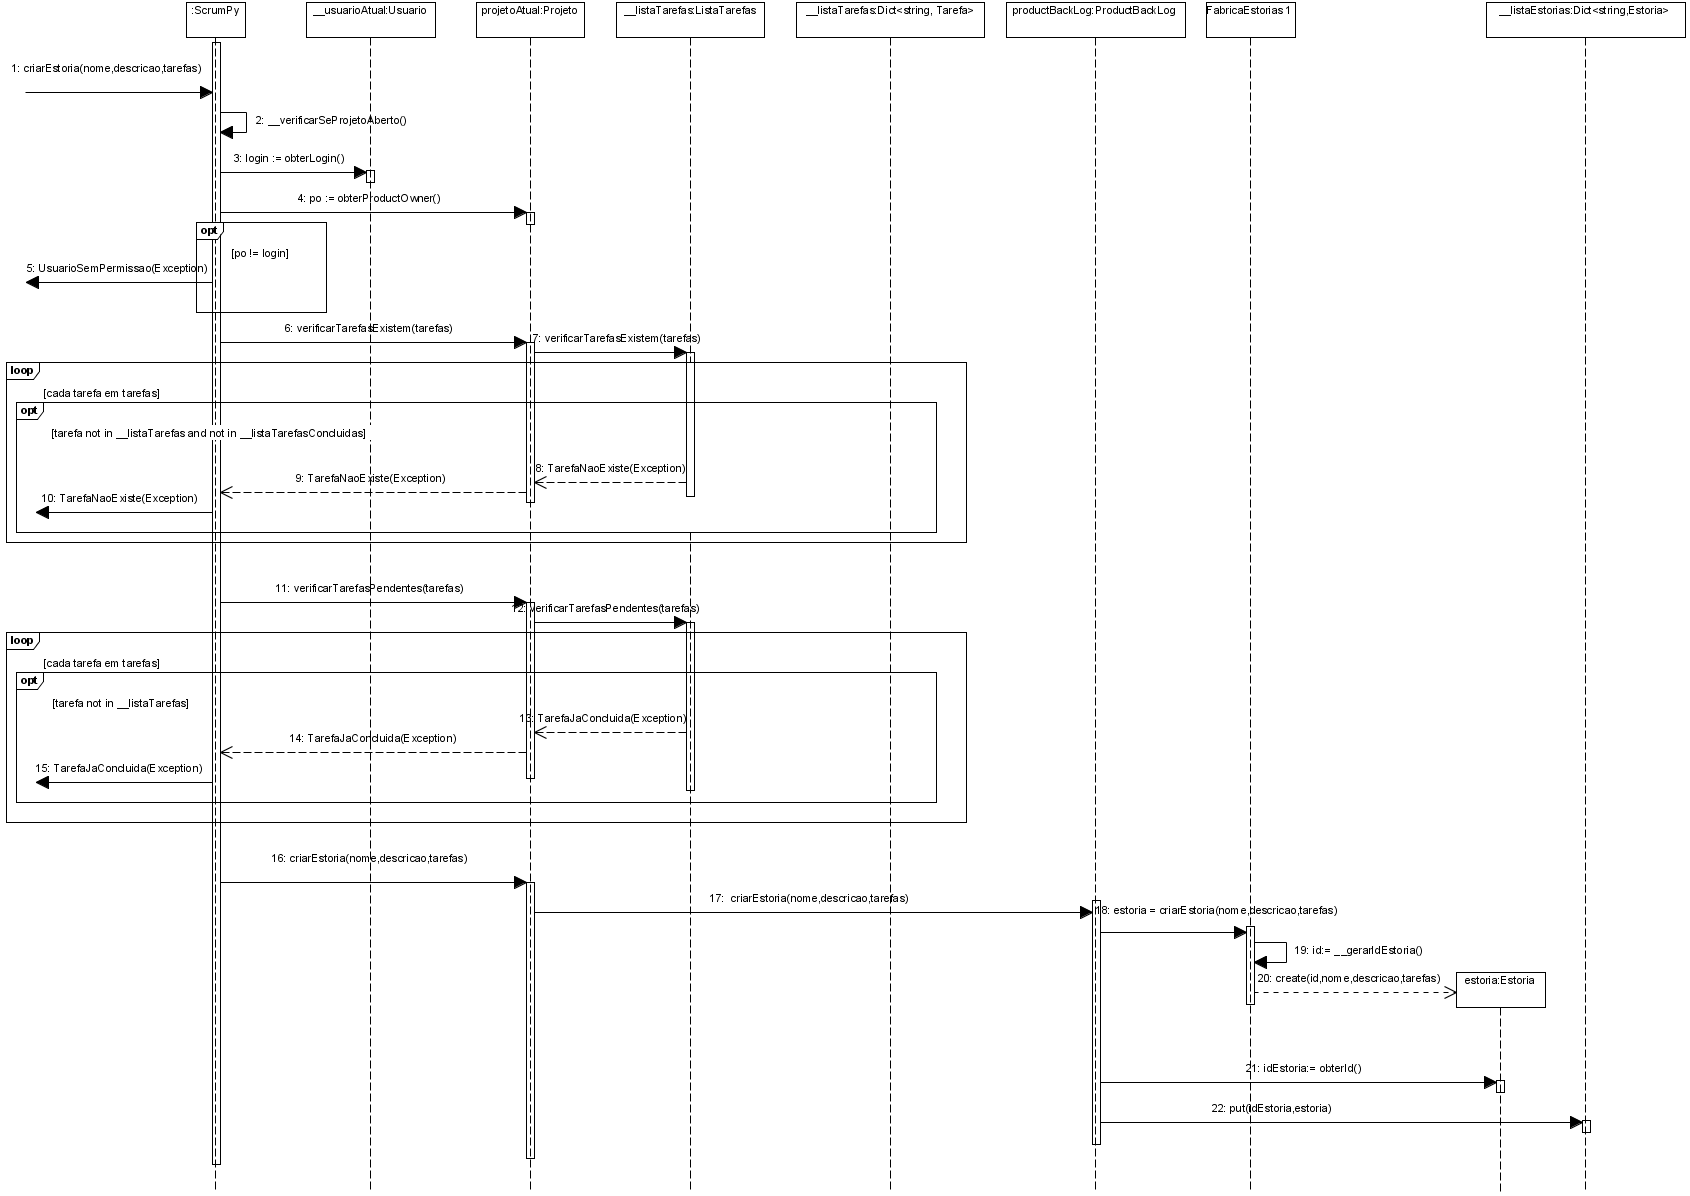 :ScrumPy
__usuarioAtual:Usuario
projetoAtual:Projeto
__listaTarefas:ListaTarefas
__listaTarefas:Dict<string, Tarefa>
productBackLog:ProductBackLog
FabricaEstorias 1
__listaEstorias:Dict<string,Estoria>
1: criarEstoria(nome,descricao,tarefas)
2: __verificarSeProjetoAberto()
3: login := obterLogin()
4: po := obterProductOwner()
opt
[po != login]
5: UsuarioSemPermissao(Exception)
6: verificarTarefasExistem(tarefas)
7: verificarTarefasExistem(tarefas)
loop
[cada tarefa em tarefas]
opt
[tarefa not in __listaTarefas and not in __listaTarefasConcluidas]
8: TarefaNaoExiste(Exception)
9: TarefaNaoExiste(Exception)
10: TarefaNaoExiste(Exception)
11: verificarTarefasPendentes(tarefas)
12: verificarTarefasPendentes(tarefas)
loop
[cada tarefa em tarefas]
opt
[tarefa not in __listaTarefas]
13: TarefaJaConcluida(Exception)
14: TarefaJaConcluida(Exception)
15: TarefaJaConcluida(Exception)
16: criarEstoria(nome,descricao,tarefas)
17: criarEstoria(nome,descricao,tarefas)
18: estoria = criarEstoria(nome,descricao,tarefas)
19: id:= __gerarIdEstoria()
20: create(id,nome,descricao,tarefas)
estoria:Estoria
21: idEstoria:= obterId()
22: put(idEstoria,estoria)